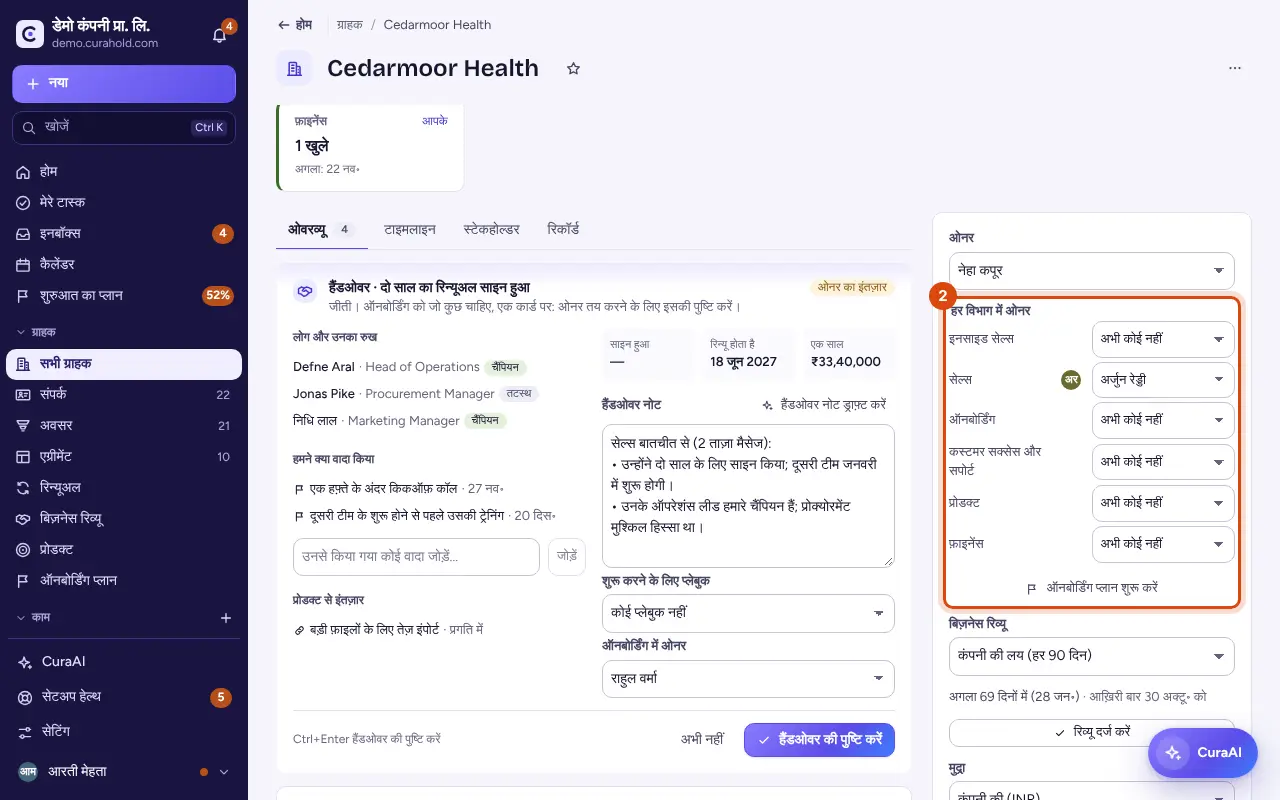 डेमो कंपनी प्रा. लि.
demo.curahold.com
4
नया
खोजें
Ctrl K
होम
मेरे टास्क
इनबॉक्स
4
कैलेंडर
शुरुआत का प्लान
52%
ग्राहक
सभी ग्राहक
संपर्क
22
अवसर
21
एग्रीमेंट
10
रिन्यूअल
बिज़नेस रिव्यू
प्रोडक्ट
ऑनबोर्डिंग प्लान
काम
CuraAI
सेटअप हेल्थ
5
सेटिंग
आम
आरती मेहता
होम
ग्राहक / Cedarmoor Health
Cedarmoor Health
फ़ाइनेंस
आपके
1 खुले
अगला: 22 नव॰
ओवरव्यू 4
टाइमलाइन
स्टेकहोल्डर
रिकॉर्ड
हैंडओवर · दो साल का रिन्यूअल साइन हुआ
ओनर का इंतज़ार
जीती। ऑनबोर्डिंग को जो कुछ चाहिए, एक कार्ड पर: ओनर तय करने के लिए इसकी पुष्टि करें।
लोग और उनका रुख
Defne Aral · Head of Operations चैंपियन
Jonas Pike · Procurement Manager तटस्थ
निधि लाल · Marketing Manager चैंपियन
हमने क्या वादा किया
एक हफ़्ते के अंदर किकऑफ़ कॉल · 27 नव॰
दूसरी टीम के शुरू होने से पहले उसकी ट्रेनिंग · 20 दिस॰
उनसे किया गया कोई वादा जोड़ें…
जोड़ें
प्रोडक्ट से इंतज़ार
बड़ी फ़ाइलों के लिए तेज़ इंपोर्ट · प्रगति में
साइन हुआ
—
रिन्यू होता है
18 जून 2027
एक साल
₹33,40,000
हैंडओवर नोट
हैंडओवर नोट ड्राफ़्ट करें
सेल्स बातचीत से (2 ताज़ा मैसेज):
• उन्होंने दो साल के लिए साइन किया; दूसरी टीम जनवरी
में शुरू होगी।
• उनके ऑपरेशंस लीड हमारे चैंपियन हैं; प्रोक्योरमेंट
मुश्किल हिस्सा था।
शुरू करने के लिए प्लेबुक
कोई प्लेबुक नहीं
ऑनबोर्डिंग में ओनर
राहुल वर्मा
Ctrl+Enter हैंडओवर की पुष्टि करें
अभी नहीं
हैंडओवर की पुष्टि करें
ओनर
नेहा कपूर
2
हर विभाग में ओनर
इनसाइड सेल्स
अभी कोई नहीं
सेल्स
अर
अर्जुन रेड्डी
ऑनबोर्डिंग
अभी कोई नहीं
कस्टमर सक्सेस और
सपोर्ट
अभी कोई नहीं
प्रोडक्ट
अभी कोई नहीं
फ़ाइनेंस
अभी कोई नहीं
ऑनबोर्डिंग प्लान शुरू करें
बिज़नेस रिव्यू
कंपनी की लय (हर 90 दिन)
अगला 69 दिनों में (28 जन॰) · आख़िरी बार 30 अक्टू॰ को
रिव्यू दर्ज करें
मुद्रा
कंपनी की (INR)
CuraAI